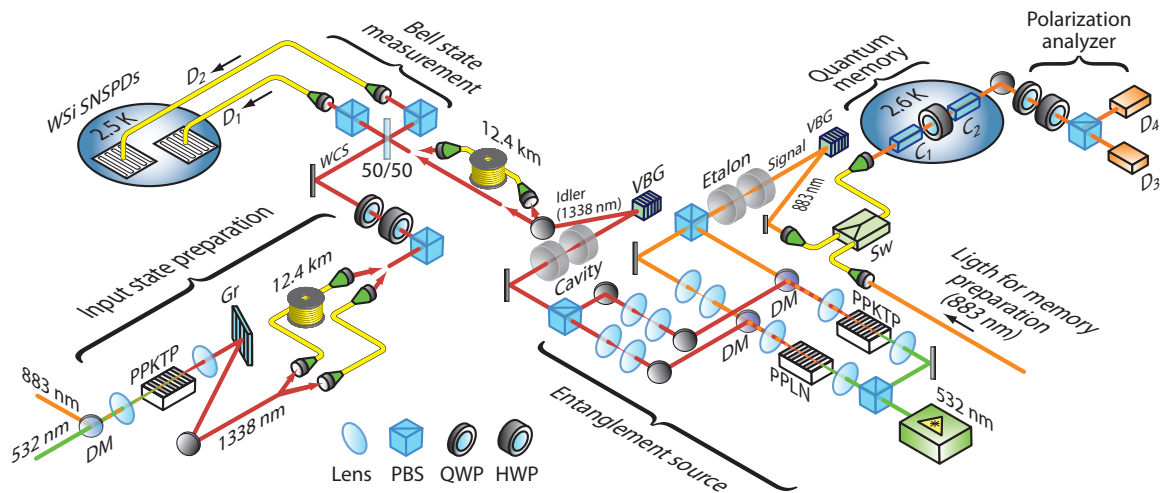 Polarization
analyzer
Bell state
measurement
Quantum
memory
WSi SNSPDs
2.5 K
D2
D1
2.6 K
C1
C2
D4
D3
VBG
12.4 km
WCS
50/50
Etalon
Signal
883 nm
VBG
Idler
(1338 nm)
Sw
Input state preparation
12.4 km
Cavity
Ligth for memory
preparation
(883 nm)
Gr
DM
PPKTP
DM
PPLN
PPKTP
883 nm
532 nm
DM
1338 nm
Entanglement source
532 nm
Lens
PBS
QWP
HWP